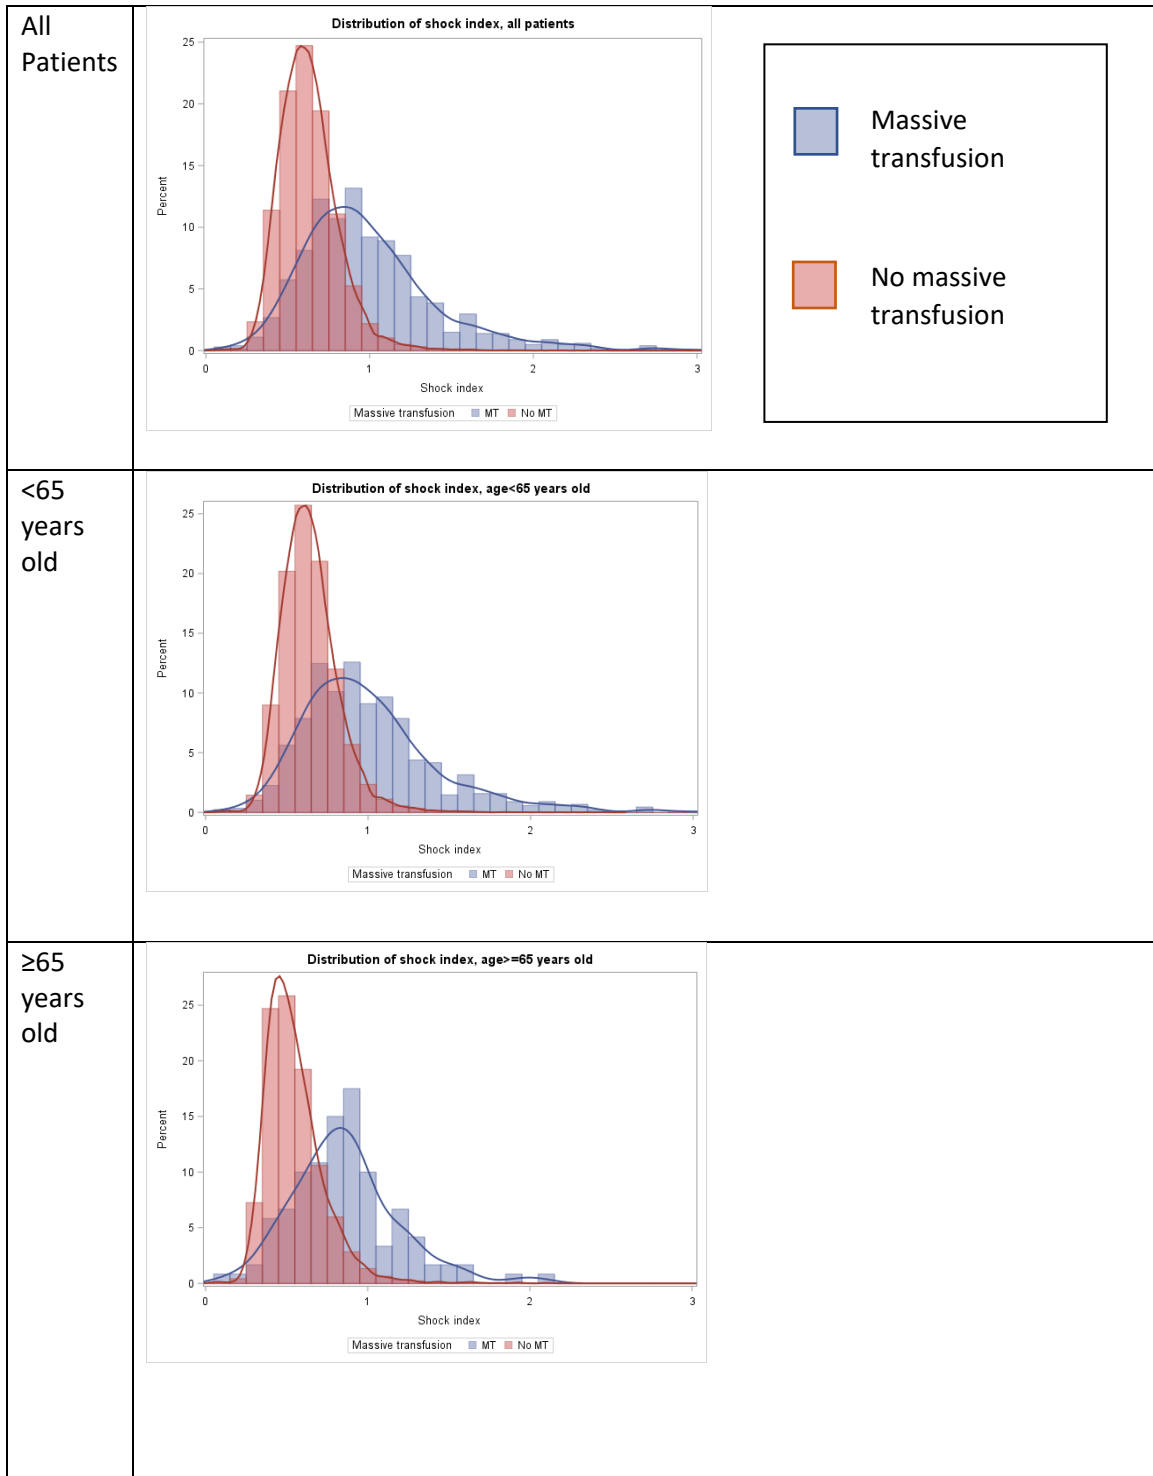 All
Patients
Distribution of shock index, all patients
25
20
15
10
5
0
Percent
0 1 2 3
Shock index
Massive transfusion MT No MT
Massive
transfusion
No massive
transfusion
<65
years
old
Distribution of shock index, age<65 years old
25
20
15
10
5
0
Percent
0 1 2 3
Shock index
Massive transfusion MT No MT
≥65
years
old
Distribution of shock index, age>=65 years old
25
20
15
10
5
0
Percent
0 1 2 3
Shock index
Massive transfusion MT No MT